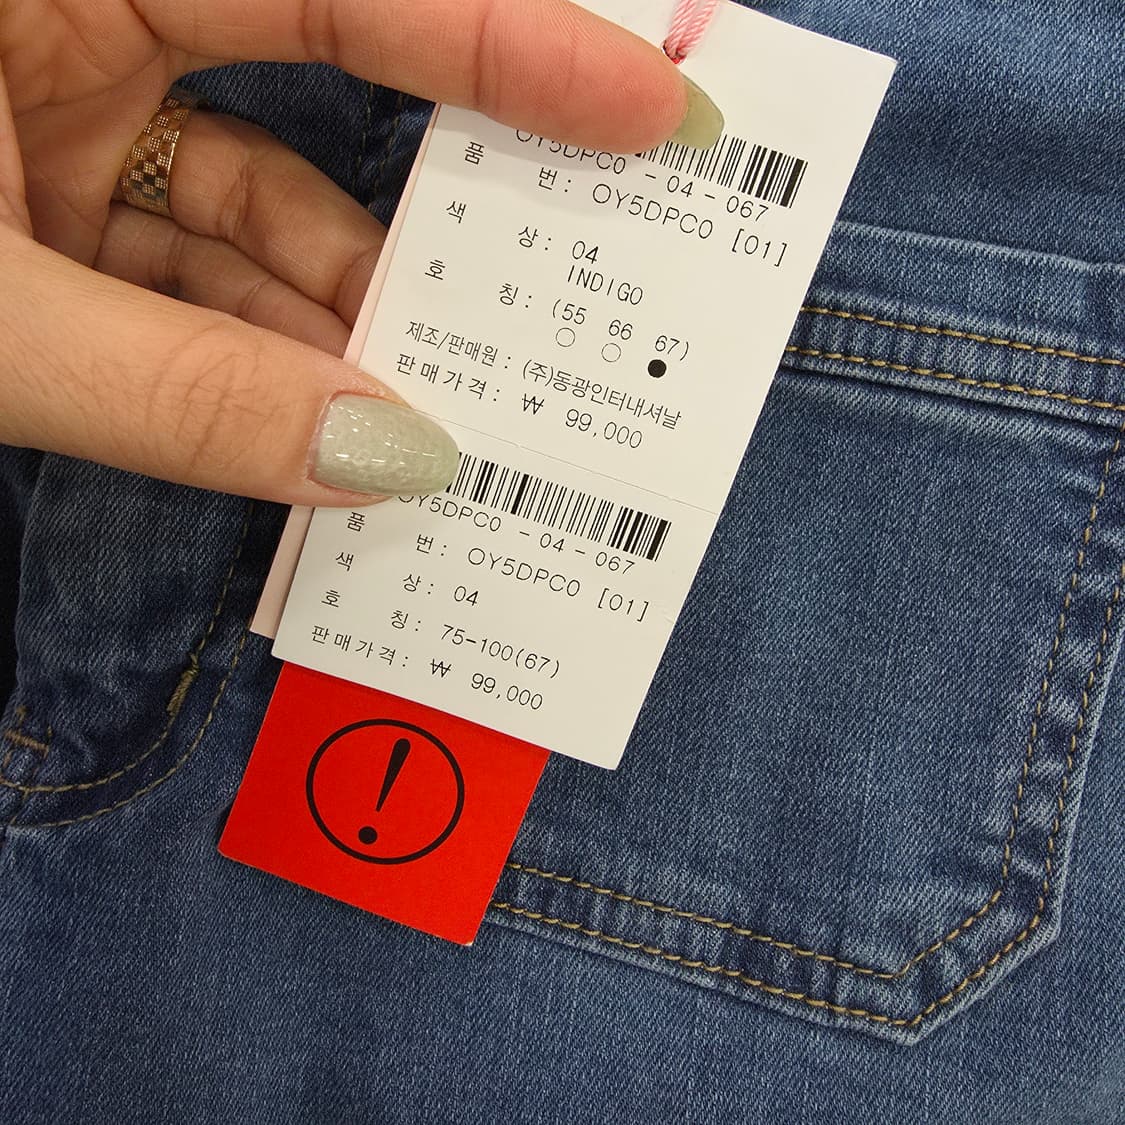 OY5DPC0 - 04 - 067
품 번 : OY5DPC0 [01]
색 상 : 04
INDIGO
호 칭 : (55 66 67)
○ ○ ●
제조/판매원 : (주)동광인터내셔날
판매가격 : ₩ 99,000
OY5DPC0 - 04 - 067
품 번 : OY5DPC0 [01]
색 상 : 04
호 칭 : 75-100(67)
판매가격 : ₩ 99,000
!